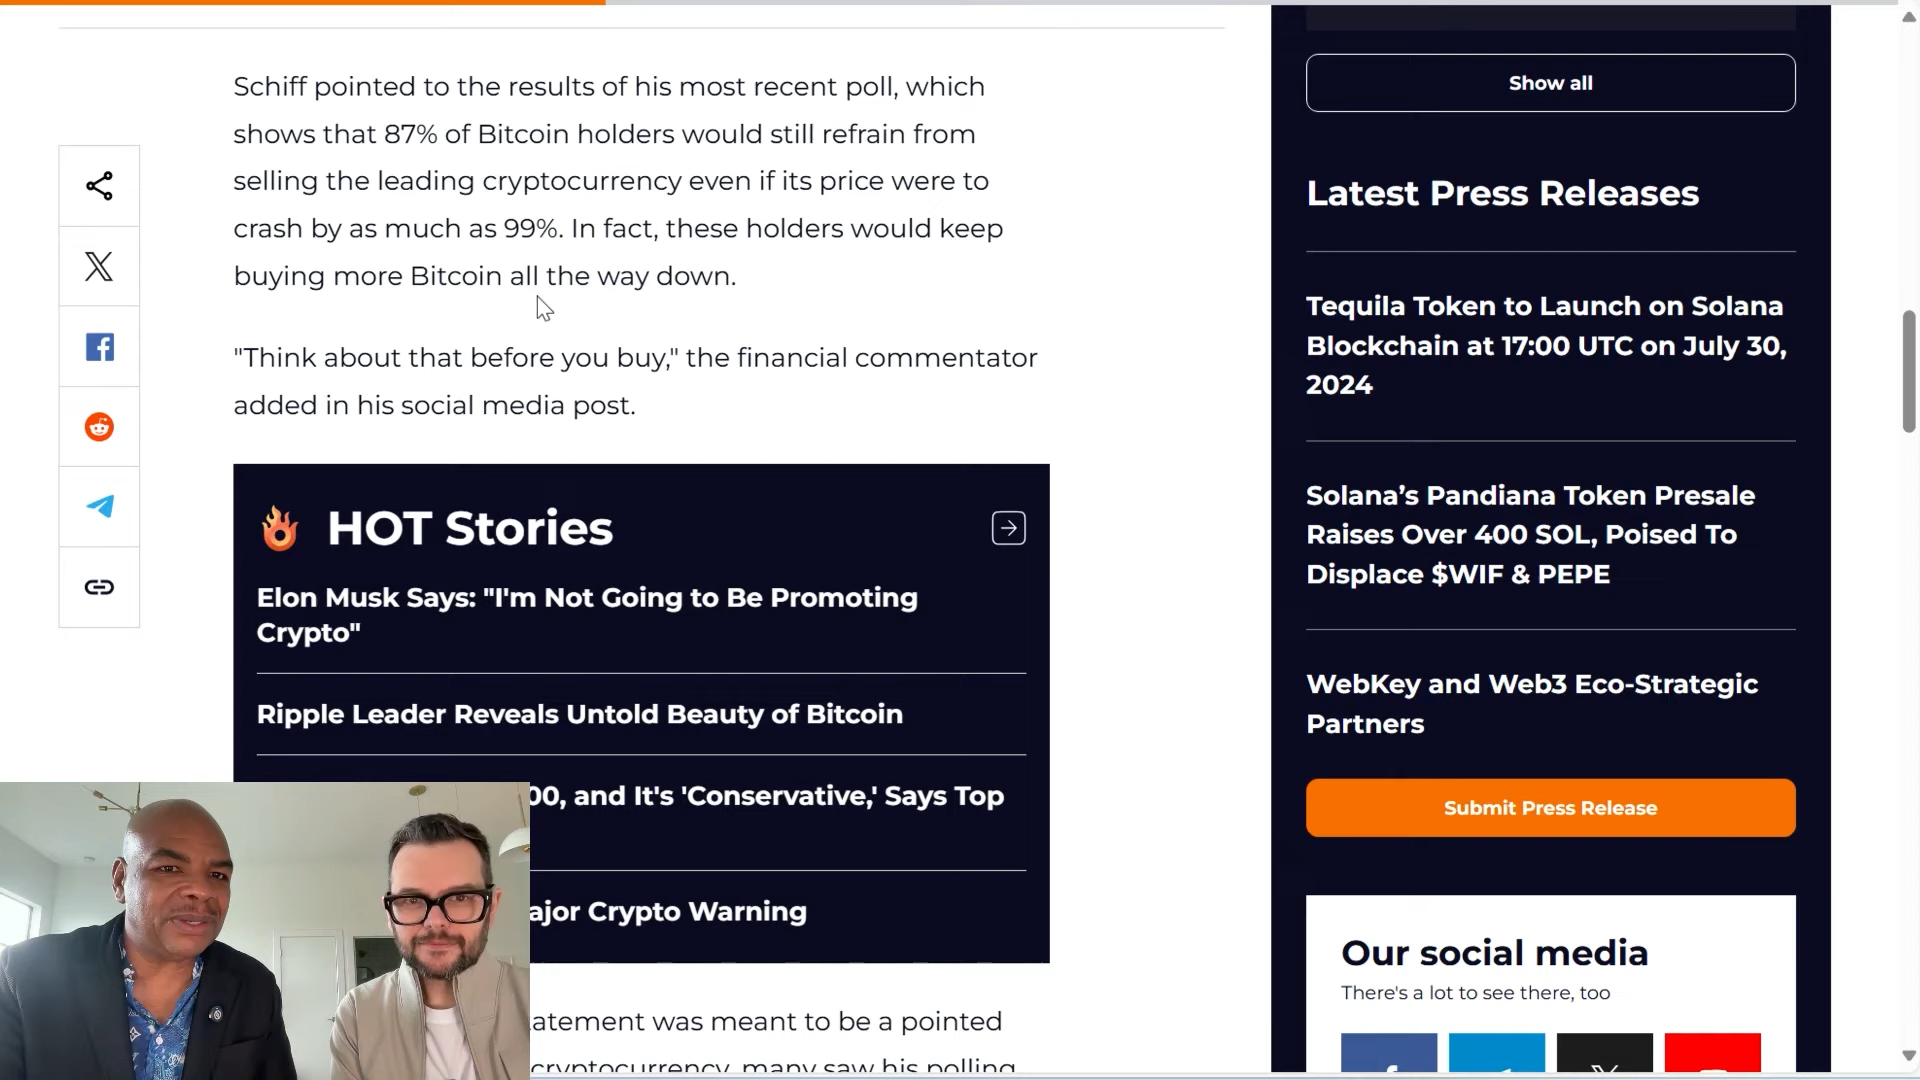 Schiff pointed to the results of his most recent poll, which
shows that 87% of Bitcoin holders would still refrain from
selling the leading cryptocurrency even if its price were to
crash by as much as 99%. In fact, these holders would keep
buying more Bitcoin all the way down.
"Think about that before you buy," the financial commentator
added in his social media post.
HOT Stories
Elon Musk Says: "I'm Not Going to Be Promoting
Crypto"
Ripple Leader Reveals Untold Beauty of Bitcoin
00, and It's 'Conservative,' Says Top
ajor Crypto Warning
atement was meant to be a pointed
cryptocurrency, many saw his polling
Show all
Latest Press Releases
Tequila Token to Launch on Solana
Blockchain at 17:00 UTC on July 30,
2024
Solana’s Pandiana Token Presale
Raises Over 400 SOL, Poised To
Displace $WIF & PEPE
WebKey and Web3 Eco-Strategic
Partners
Submit Press Release
Our social media
There's a lot to see there, too